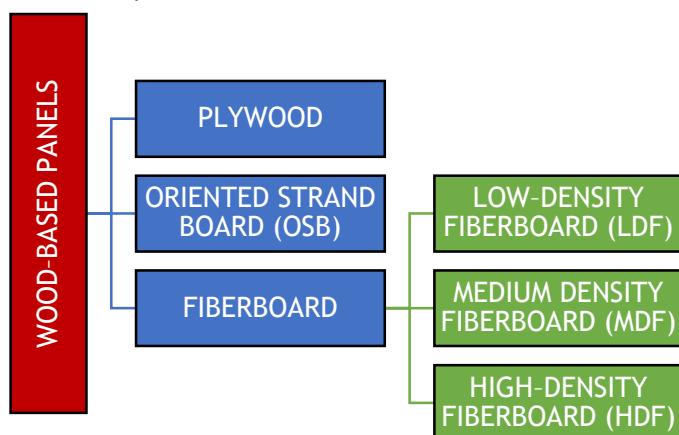 WOOD-BASED PANELS
PLYWOOD
ORIENTED STRAND
BOARD (OSB)
FIBERBOARD
LOW-DENSITY
FIBERBOARD (LDF)
MEDIUM DENSITY
FIBERBOARD (MDF)
HIGH-DENSITY
FIBERBOARD (HDF)